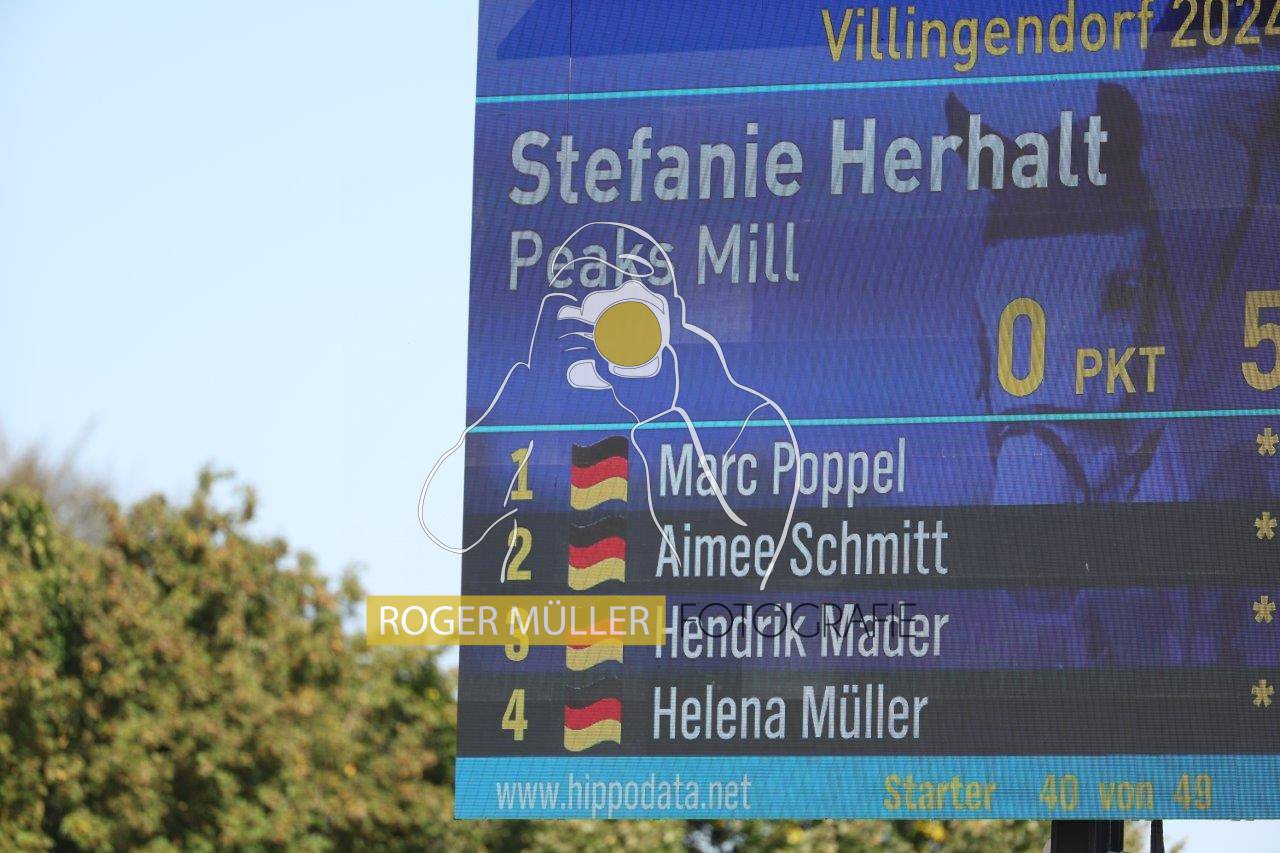 Villingendorf 2024
Stefanie Herhalt
Peaks Mill
0 PKT 5
1 Marc Poppel *
2 Aimee Schmitt *
ROGER MÜLLER FOTOGRAFIE
3 Hendrik Mader *
4 Helena Müller *
www.hippodata.net Starter 40 von 49